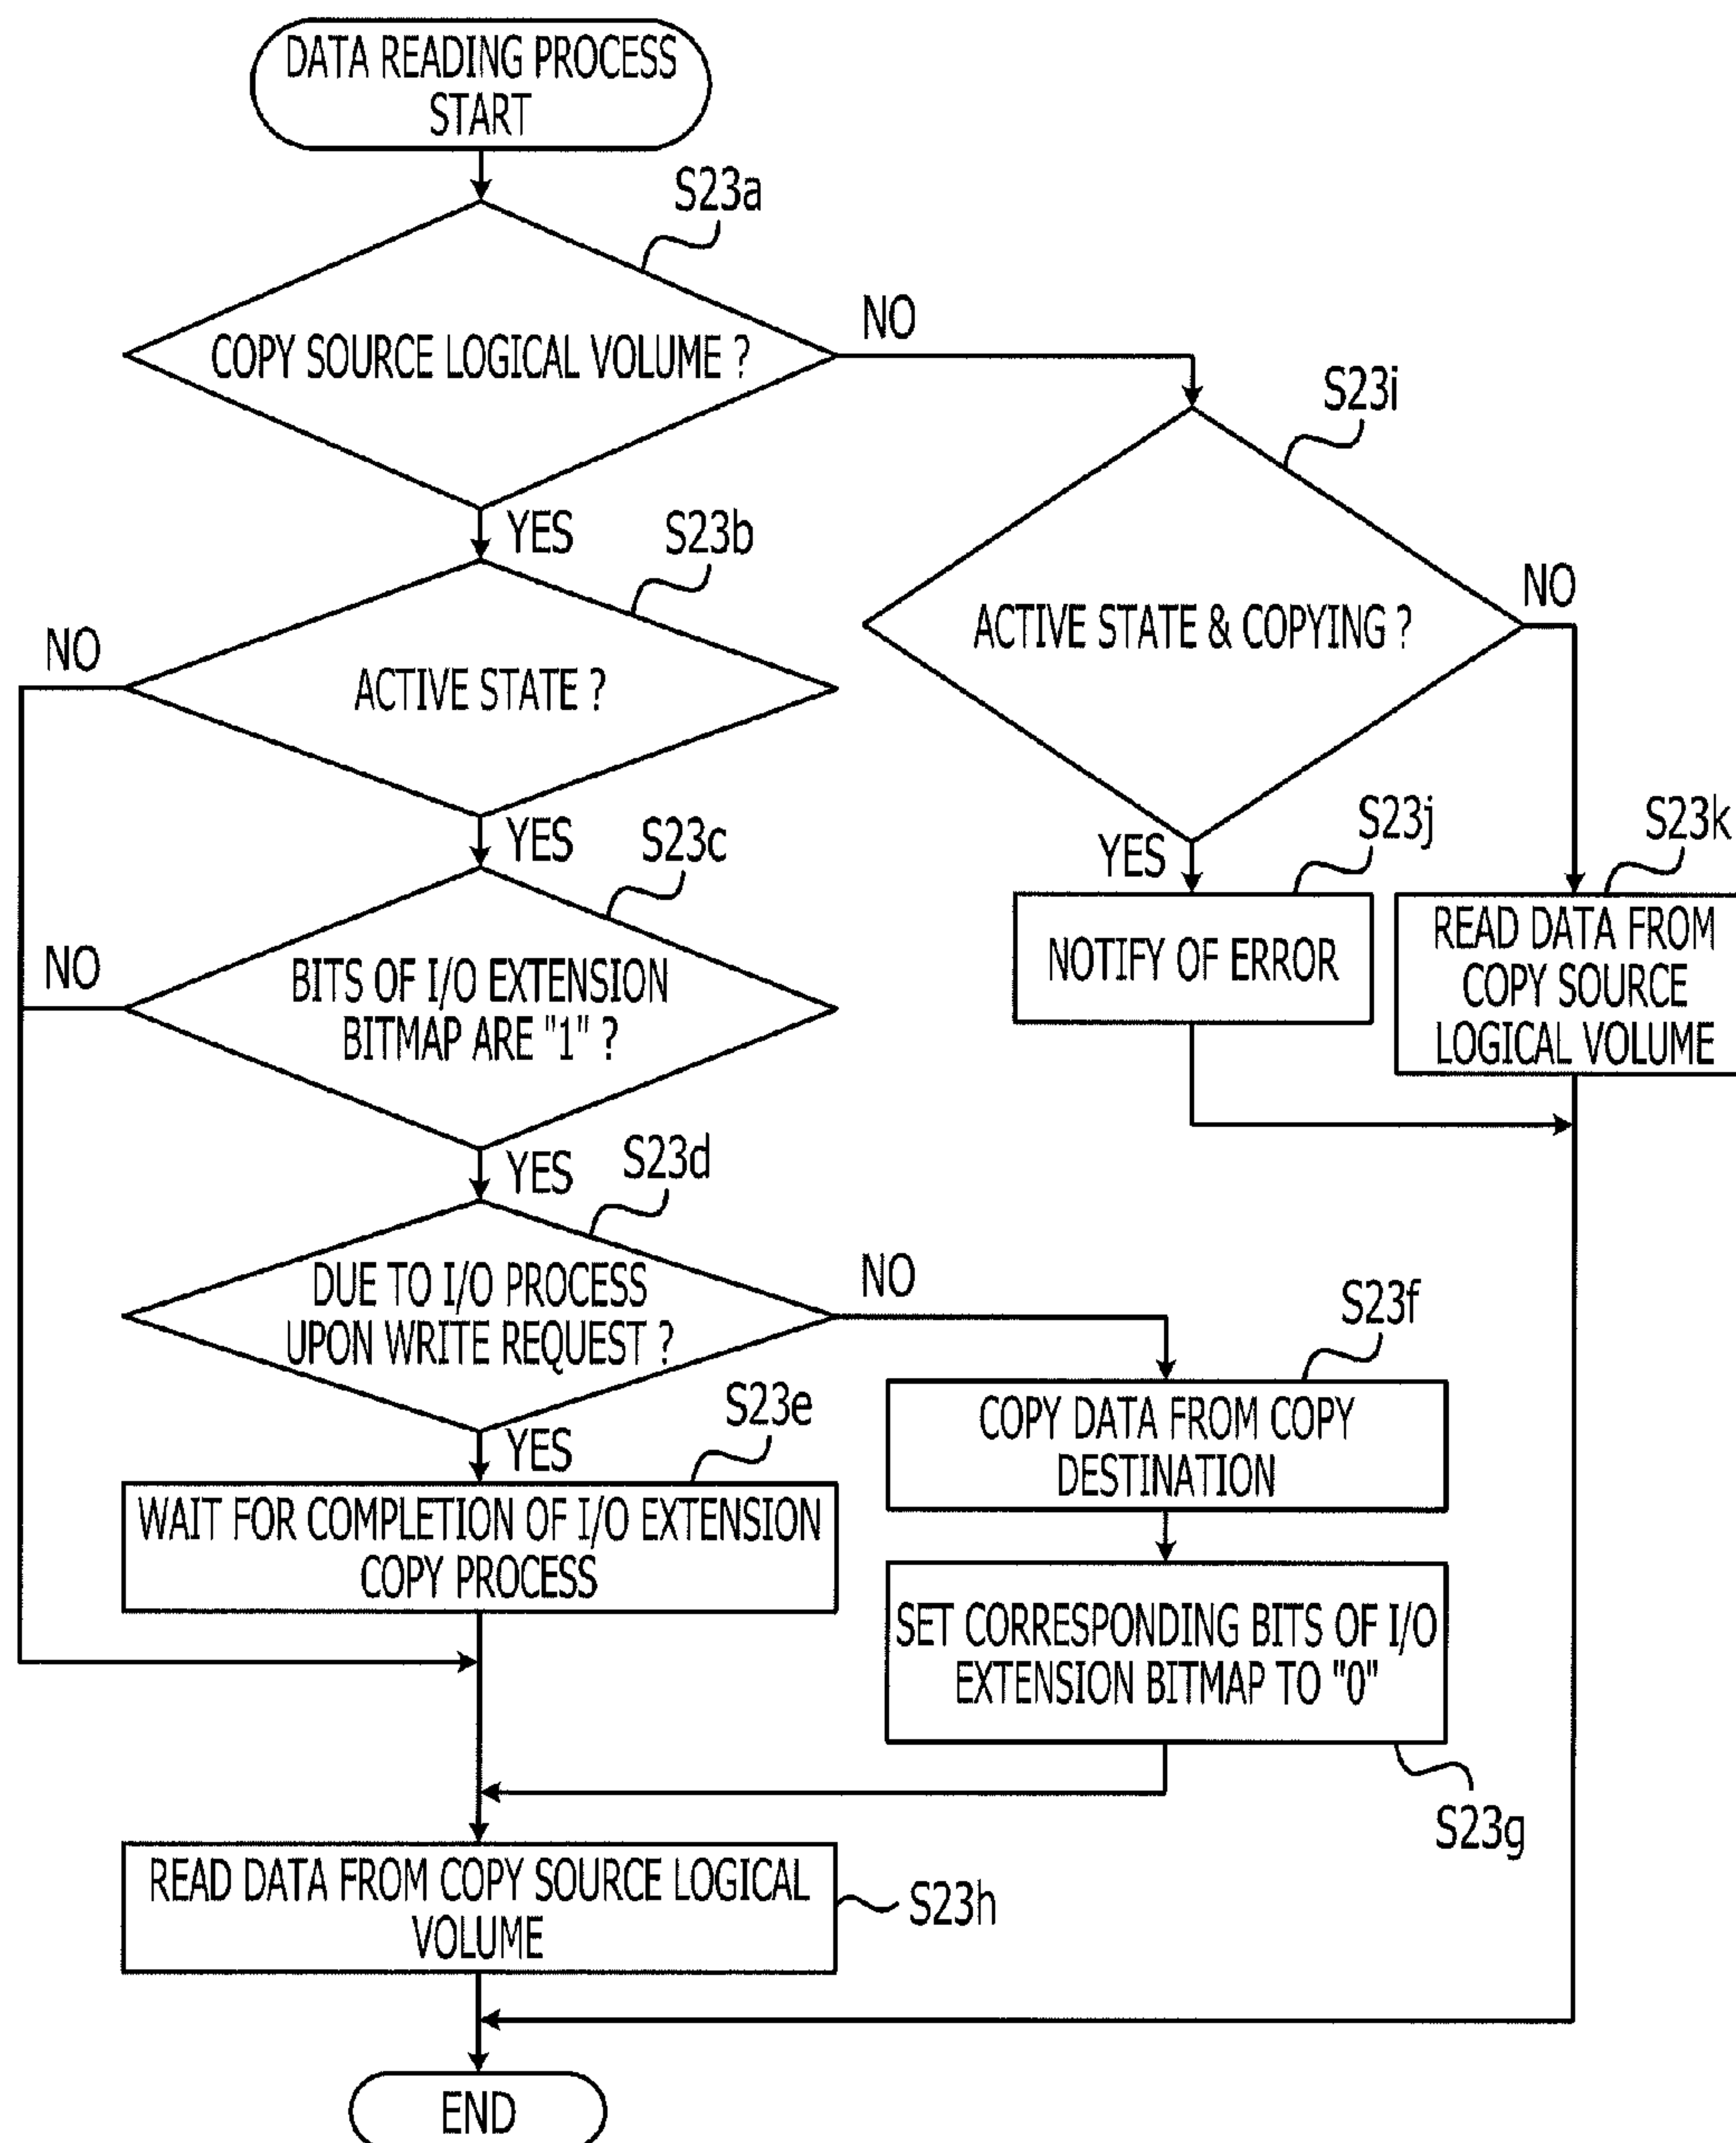 DATA READING PROCESS
START
S23a
COPY SOURCE LOGICAL VOLUME ?
NO
YES
S23i
ACTIVE STATE & COPYING ?
NO
YES
S23b
ACTIVE STATE ?
NO
YES
S23j
NOTIFY OF ERROR
S23k
READ DATA FROM
COPY SOURCE
LOGICAL VOLUME
S23c
BITS OF I/O EXTENSION
BITMAP ARE "1" ?
NO
YES
S23d
DUE TO I/O PROCESS
UPON WRITE REQUEST ?
NO
YES
S23f
COPY DATA FROM COPY
DESTINATION
S23e
WAIT FOR COMPLETION OF I/O EXTENSION
COPY PROCESS
SET CORRESPONDING BITS OF I/O
EXTENSION BITMAP TO "0"
S23g
READ DATA FROM COPY SOURCE LOGICAL
VOLUME
S23h
END